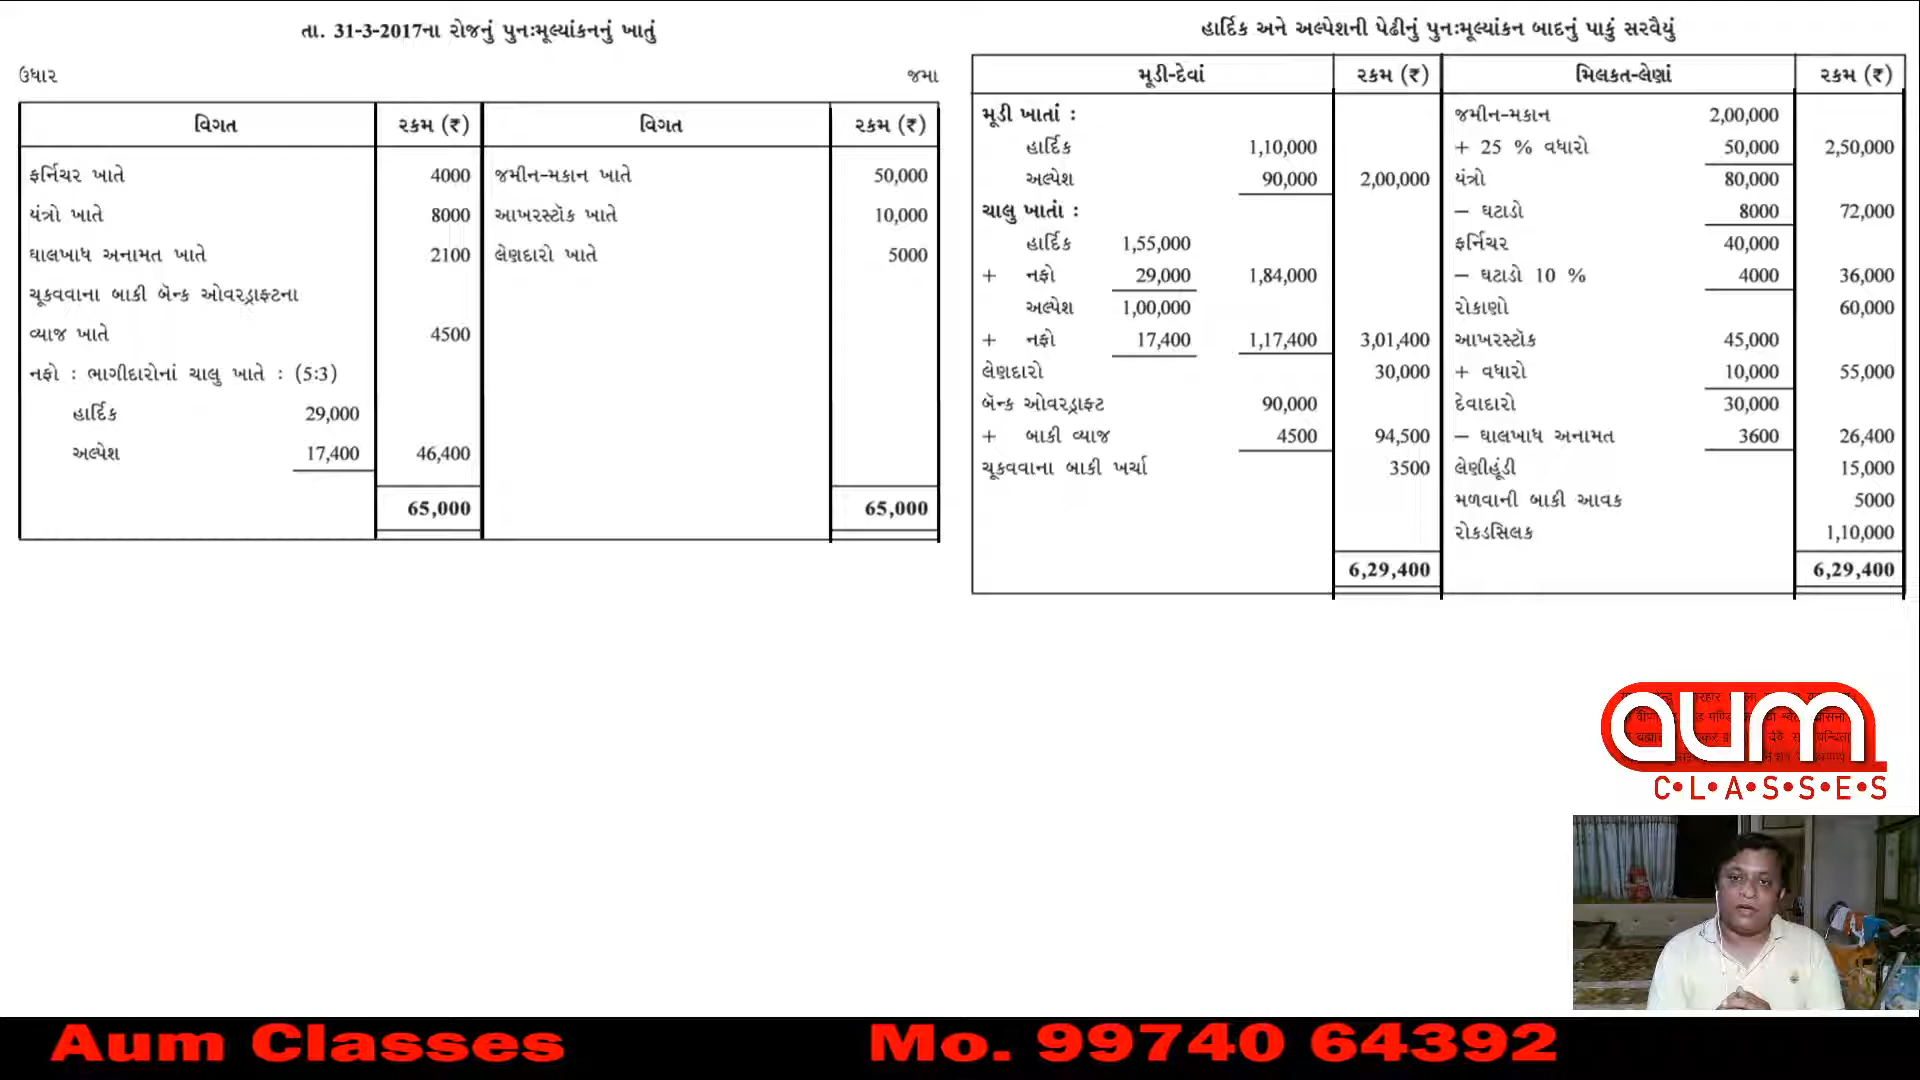 તા. 31-3-2017ના રોજનું પુનઃમૂલ્યાંકનનું ખાતું
ઉધાર જમા
વિગત રકમ (₹) વિગત રકમ (₹)
ફર્નિચર ખાતે 4000 જમીન-મકાન ખાતે 50,000
યંત્રો ખાતે 8000 આખરસ્ટૉક ખાતે 10,000
ઘાલખાધ અનામત ખાતે 2100 લેણદારો ખાતે 5000
ચૂકવવાના બાકી બૅન્ક ઓવરડ્રાફ્ટના
વ્યાજ ખાતે 4500
નફો : ભાગીદારોનાં ચાલુ ખાતે : (5:3)
હાર્દિક 29,000
અલ્પેશ 17,400 46,400
65,000 65,000
હાર્દિક અને અલ્પેશની પેઢીનું પુનઃમૂલ્યાંકન બાદનું પાકું સરવૈયું
મૂડી-દેવાં રકમ (₹) મિલકત-લેણાં રકમ (₹)
મૂડી ખાતાં : જમીન-મકાન 2,00,000
હાર્દિક 1,10,000 + 25 % વધારો 50,000 2,50,000
અલ્પેશ 90,000 2,00,000 યંત્રો 80,000
ચાલુ ખાતાં : – ઘટાડો 8000 72,000
હાર્દિક 1,55,000 ફર્નિચર 40,000
+ નફો 29,000 1,84,000 – ઘટાડો 10 % 4000 36,000
અલ્પેશ 1,00,000 રોકાણો 60,000
+ નફો 17,400 1,17,400 3,01,400 આખરસ્ટૉક 45,000
લેણદારો 30,000 + વધારો 10,000 55,000
બૅન્ક ઓવરડ્રાફ્ટ 90,000 દેવાદારો 30,000
+ બાકી વ્યાજ 4500 94,500 – ઘાલખાધ અનામત 3600 26,400
ચૂકવવાના બાકી ખર્ચા 3500 લેણીહૂંડી 15,000
મળવાની બાકી આવક 5000
રોકડસિલક 1,10,000
6,29,400 6,29,400
aum
C•L•A•S•S•E•S
Aum Classes Mo. 99740 64392